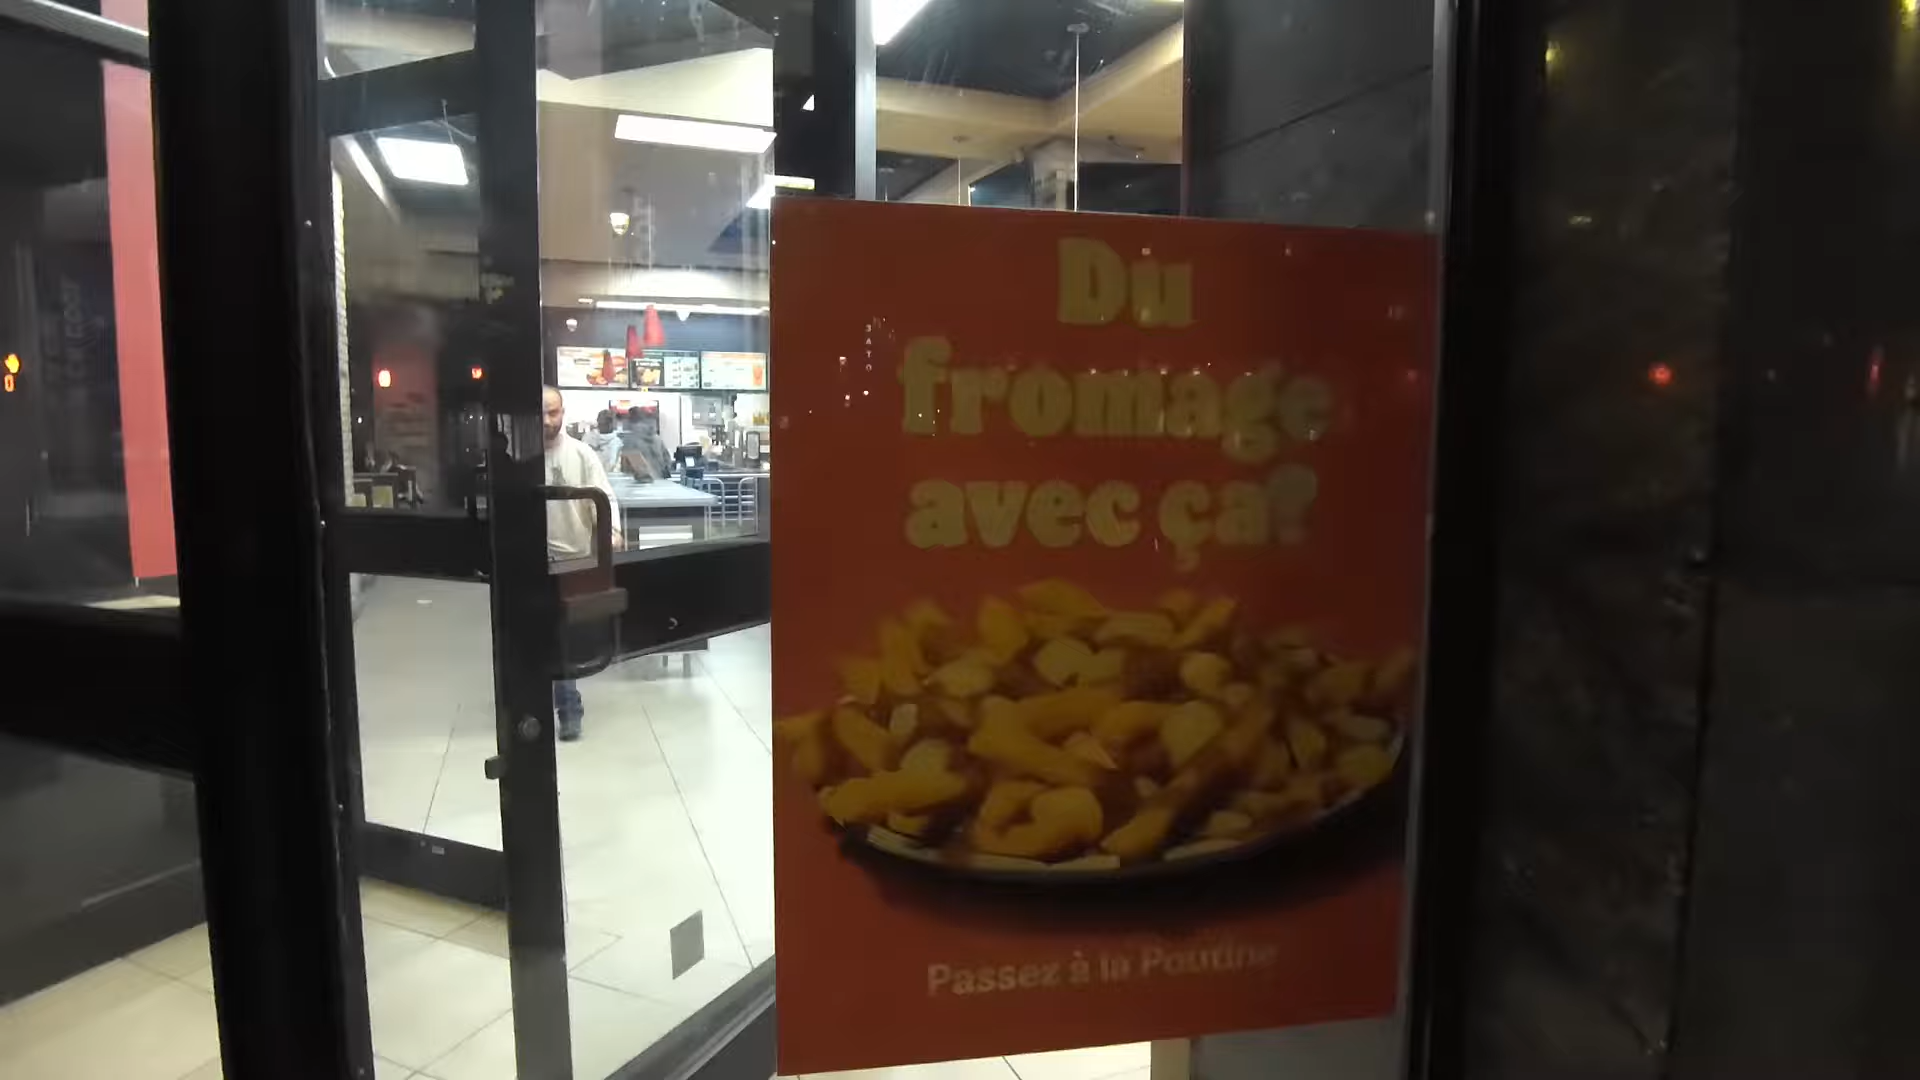 Du
fromage
avec ça?
Passez à la Poutine